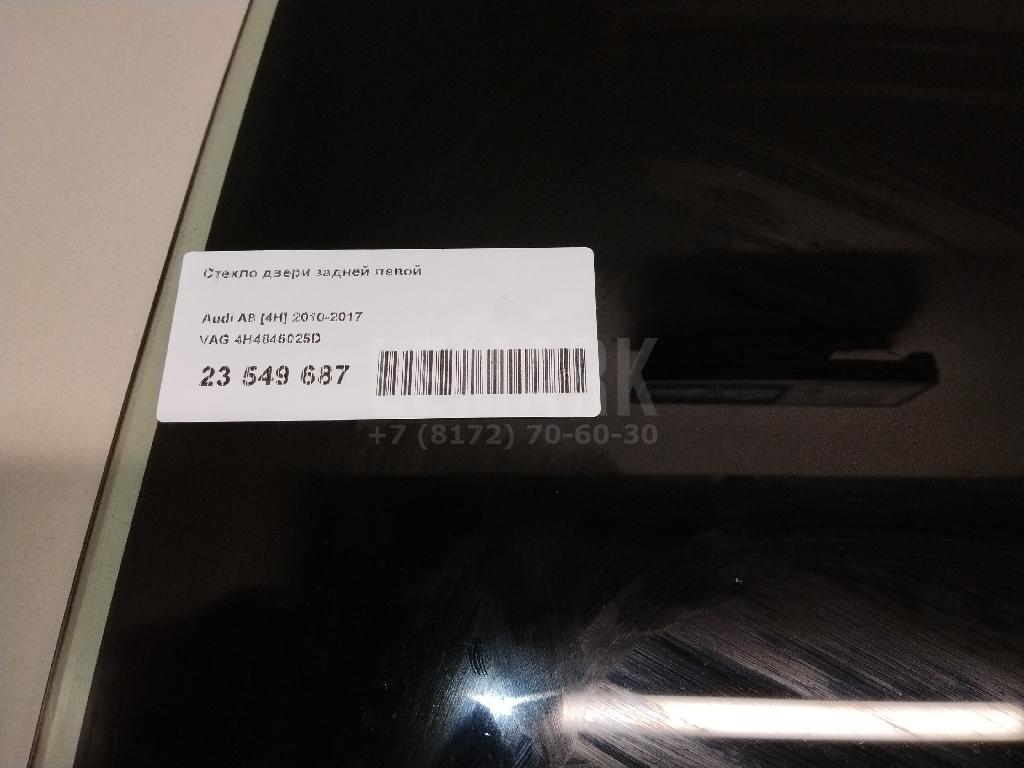 Стекло двери задней левой
Audi A8 [4H] 2010-2017
VAG 4H4845025D
23 549 687
+7 (8172) 70-60-30